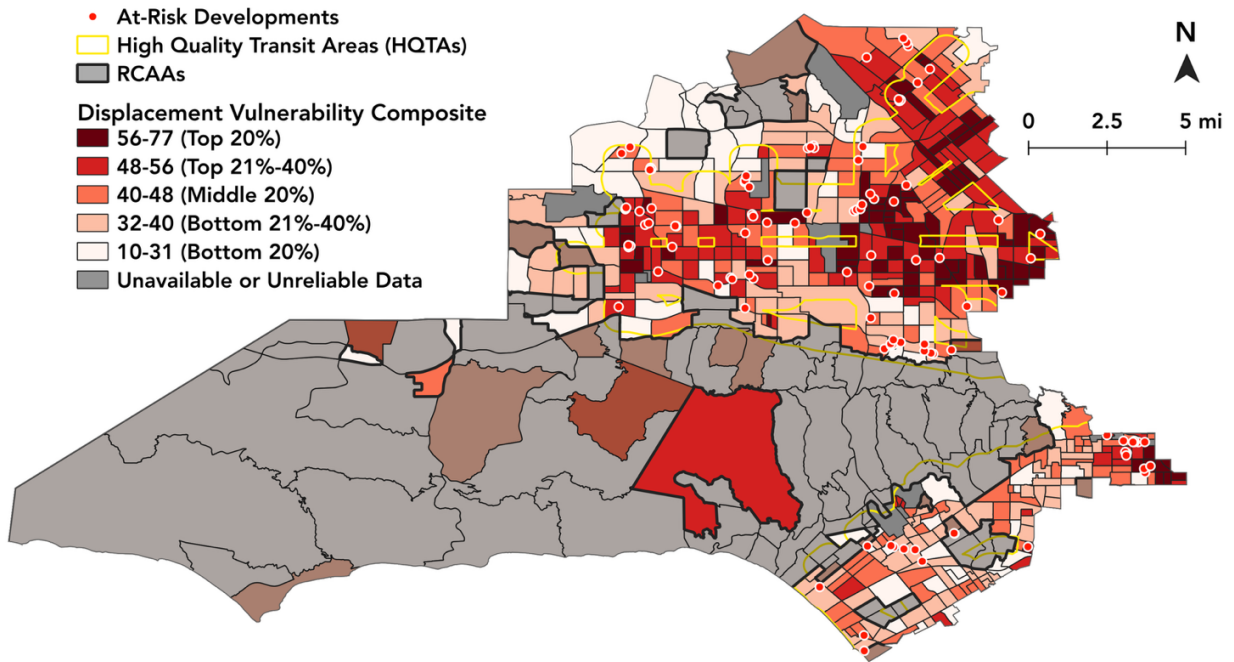 At-Risk Developments
High Quality Transit Areas (HQTAs)
RCAAs
Displacement Vulnerability Composite
56-77 (Top 20%)
48-56 (Top 21%-40%)
40-48 (Middle 20%)
32-40 (Bottom 21%-40%)
10-31 (Bottom 20%)
Unavailable or Unreliable Data
N
0 2.5 5 mi